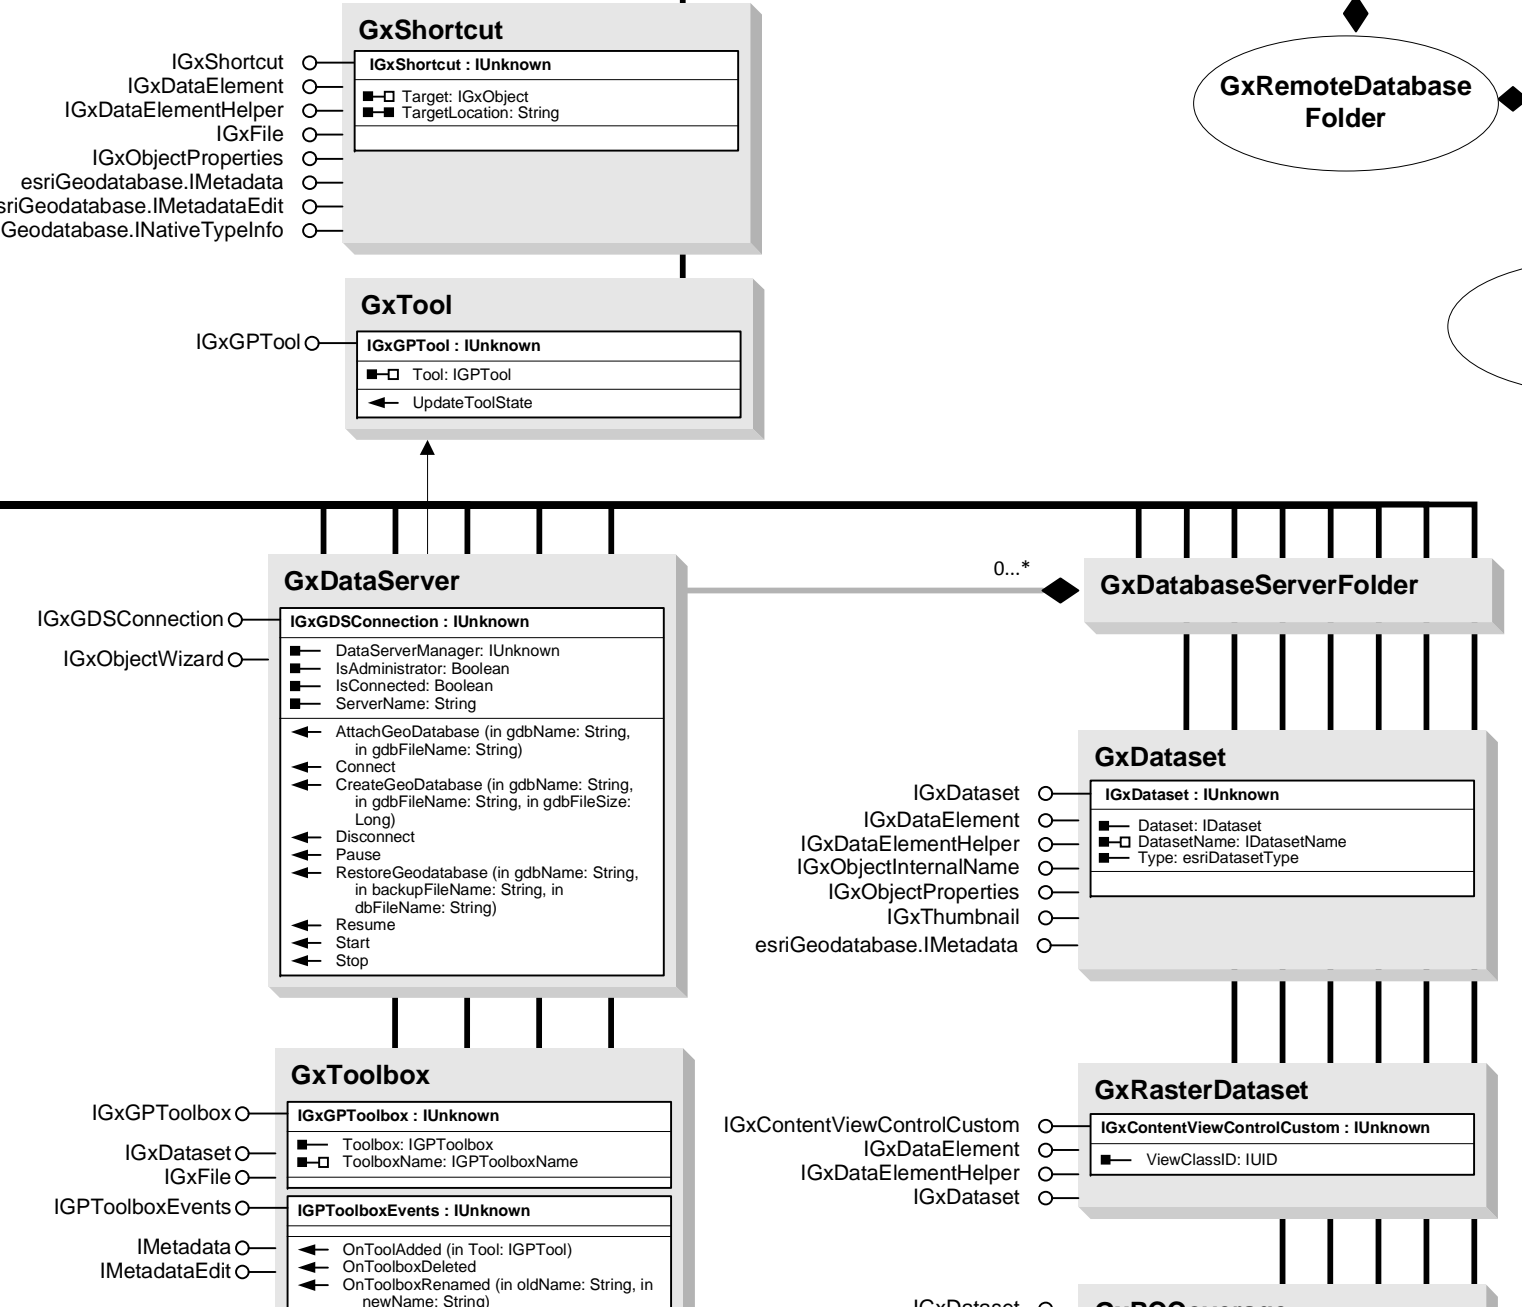 GxShortcut
IGxShortcut
IGxDataElement
IGxDataElementHelper
IGxFile
IGxObjectProperties
esriGeodatabase.IMetadata
sriGeodatabase.IMetadataEdit
Geodatabase.INativeTypeInfo
IGxShortcut : IUnknown
Target: IGxObject
TargetLocation: String
GxRemoteDatabase
Folder
GxTool
IGxGPTool
IGxGPTool : IUnknown
Tool: IGPTool
UpdateToolState
GxDataServer
IGxGDSConnection
IGxObjectWizard
IGxGDSConnection : IUnknown
DataServerManager: IUnknown
IsAdministrator: Boolean
IsConnected: Boolean
ServerName: String
AttachGeoDatabase (in gdbName: String,
in gdbFileName: String)
Connect
CreateGeoDatabase (in gdbName: String,
in gdbFileName: String, in gdbFileSize:
Long)
Disconnect
Pause
RestoreGeodatabase (in gdbName: String,
in backupFileName: String, in
dbFileName: String)
Resume
Start
Stop
0...*
GxDatabaseServerFolder
GxDataset
IGxDataset
IGxDataElement
IGxDataElementHelper
IGxObjectInternalName
IGxObjectProperties
IGxThumbnail
esriGeodatabase.IMetadata
IGxDataset : IUnknown
Dataset: IDataset
DatasetName: IDatasetName
Type: esriDatasetType
GxToolbox
IGxGPToolbox
IGxDataset
IGxFile
IGPToolboxEvents
IMetadata
IMetadataEdit
IGxGPToolbox : IUnknown
Toolbox: IGPToolbox
ToolboxName: IGPToolboxName
IGPToolboxEvents : IUnknown
OnToolAdded (in Tool: IGPTool)
OnToolboxDeleted
OnToolboxRenamed (in oldName: String, in
newName: String)
GxRasterDataset
IGxContentViewControlCustom
IGxDataElement
IGxDataElementHelper
IGxDataset
IGxContentViewControlCustom : IUnknown
ViewClassID: IUID
IGxDataset